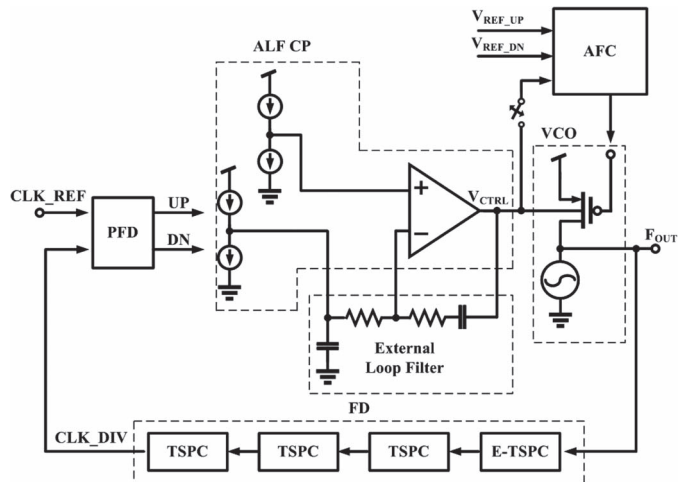 V_REF_UP
V_REF_DN
AFC
ALF CP
VCO
CLK_REF
UP
PFD
DN
V_CTRL
F_OUT
External
Loop Filter
FD
CLK_DIV
TSPC
TSPC
TSPC
E-TSPC